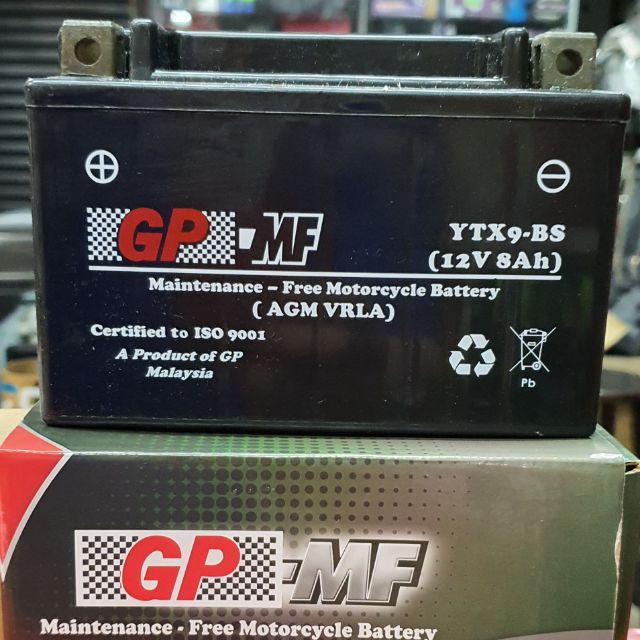 GP-MF
YTX9-BS
(12V 8Ah)
Maintenance - Free Motorcycle Battery
( AGM VRLA)
Certified to ISO 9001
A Product of GP
Malaysia
Pb
GP-MF
Maintenance - Free Motorcycle Battery